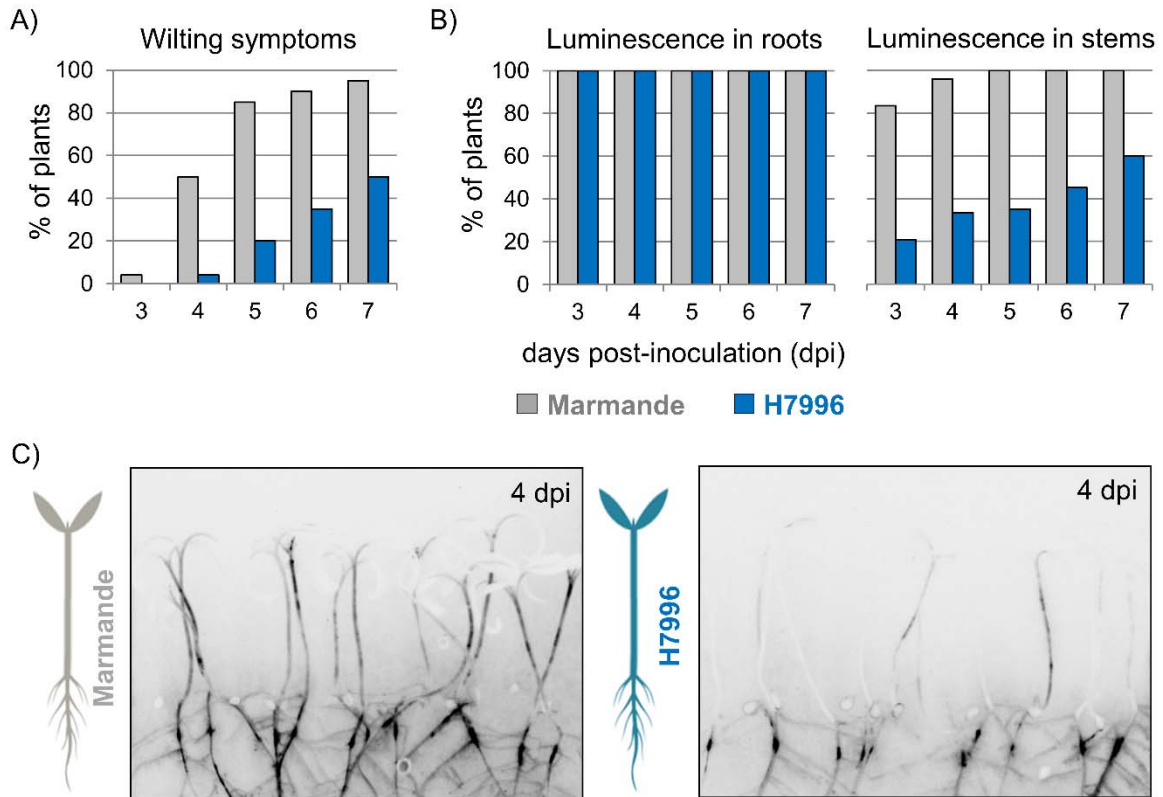 A)
Wilting symptoms
% of plants
100
80
60
40
20
0
3 4 5 6 7
B)
Luminescence in roots
Luminescence in stems
% of plants
100
80
60
40
20
0
3 4 5 6 7
3 4 5 6 7
days post-inoculation (dpi)
Marmande H7996
C)
Marmande
4 dpi
H7996
4 dpi